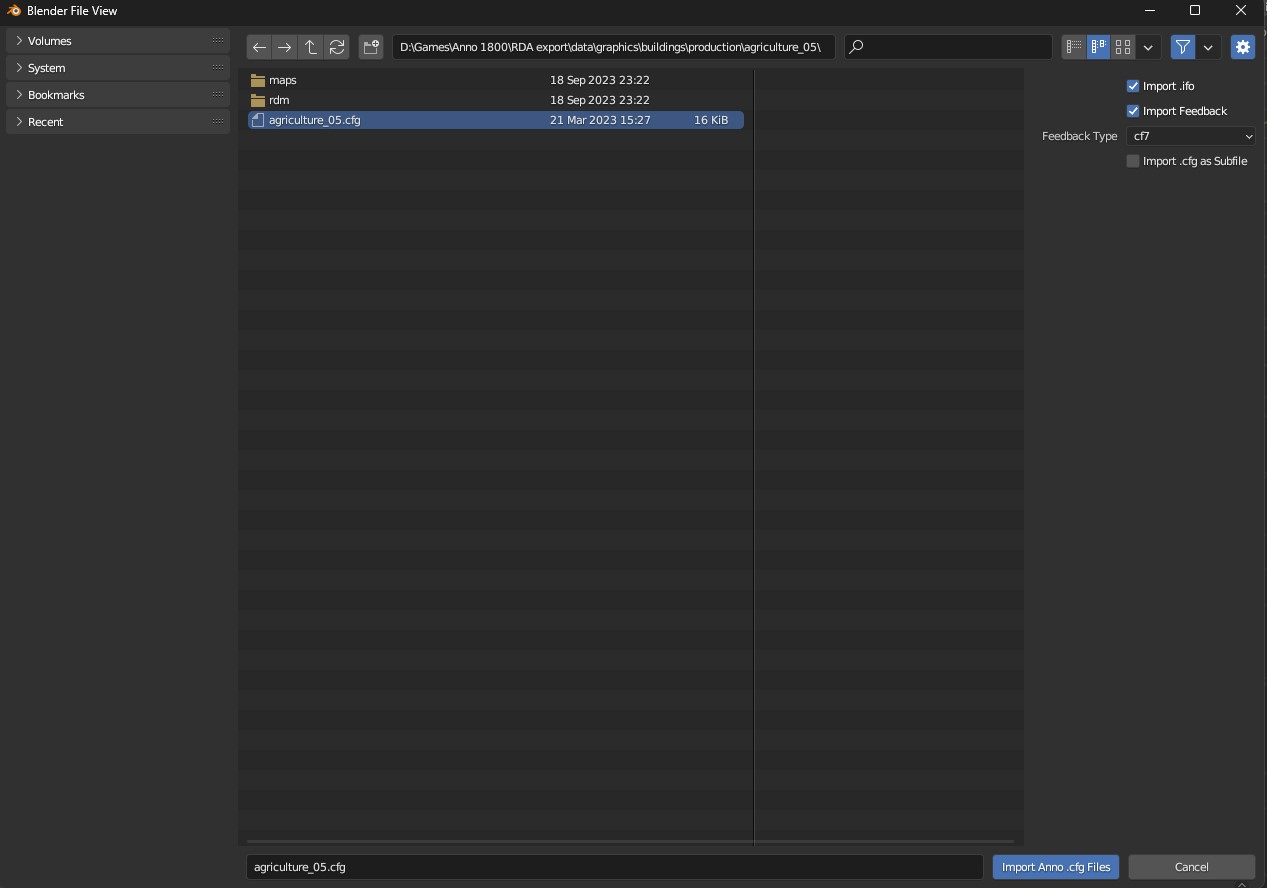 Blender File View
Volumes
System
Bookmarks
Recent
D:\Games\Anno 1800\RDA export\data\graphics\buildings\production\agriculture_05\
maps 18 Sep 2023 23:22
rdm 18 Sep 2023 23:22
agriculture_05.cfg 21 Mar 2023 15:27 16 KiB
Import .ifo
Import Feedback
Feedback Type cf7
Import .cfg as Subfile
agriculture_05.cfg
Import Anno .cfg Files
Cancel